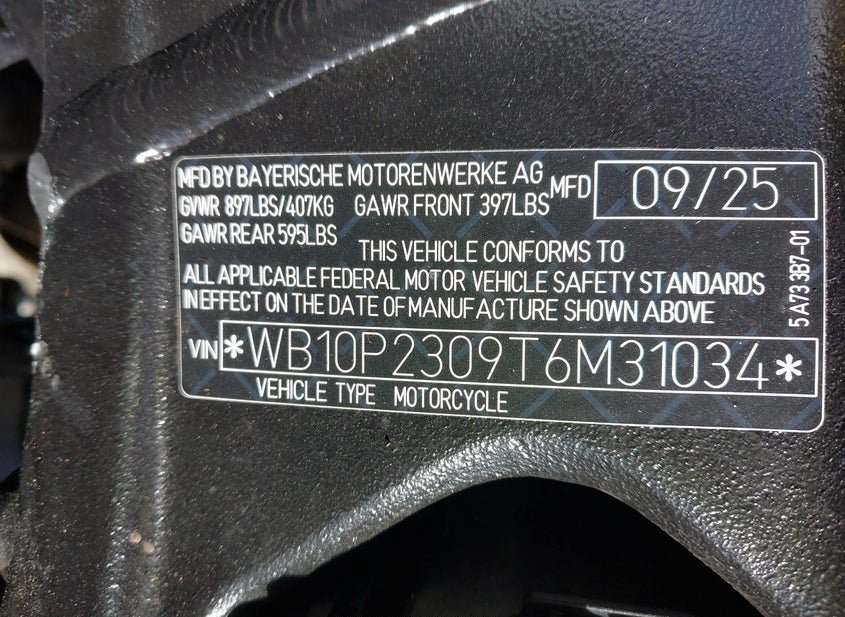 MFD BY BAYERISCHE MOTORENWERKE AG
MFD 09/25
GVWR 897LBS/407KG GAWR FRONT 397LBS
GAWR REAR 595LBS
THIS VEHICLE CONFORMS TO
ALL APPLICABLE FEDERAL MOTOR VEHICLE SAFETY STANDARDS
IN EFFECT ON THE DATE OF MANUFACTURE SHOWN ABOVE
VIN *WB10P2309T6M31034*
VEHICLE TYPE MOTORCYCLE
5A733B7-01